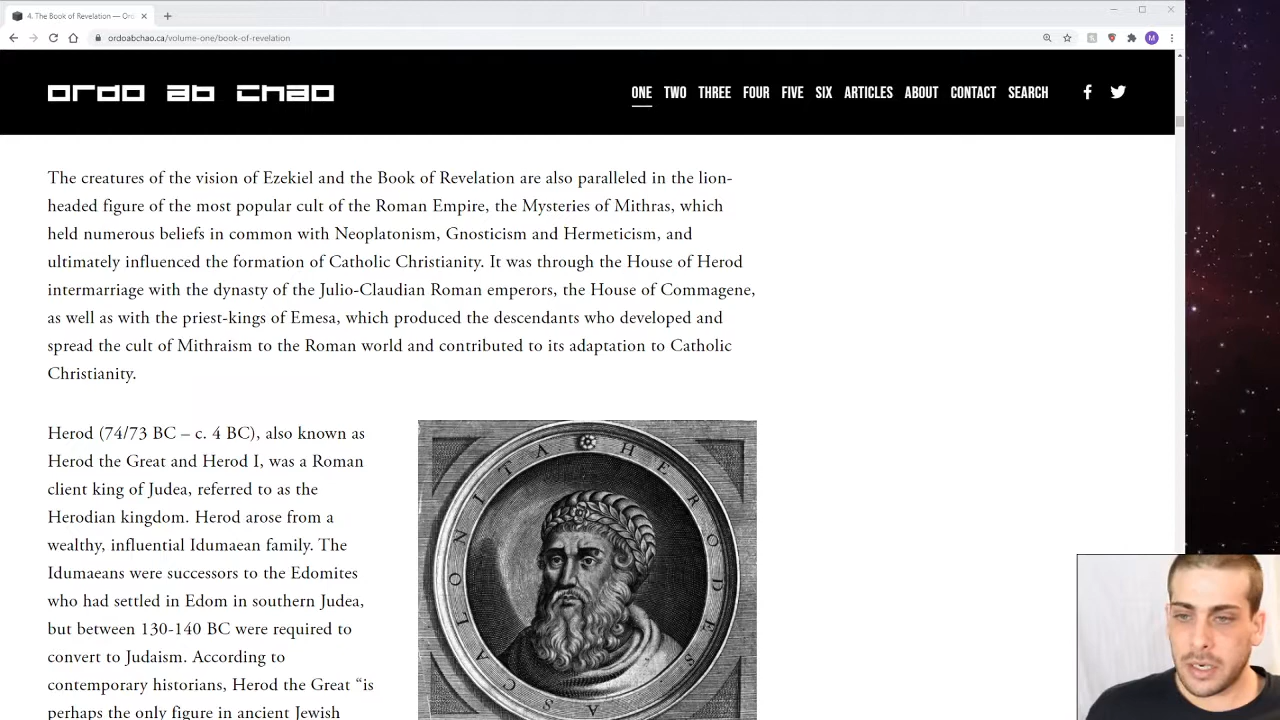 4. The Book of Revelation — Ordo
ordoabchao.ca/volume-one/book-of-revelation
M
ordo ab chao
ONE TWO THREE FOUR FIVE SIX ARTICLES ABOUT CONTACT SEARCH
The creatures of the vision of Ezekiel and the Book of Revelation are also paralleled in the lion-
headed figure of the most popular cult of the Roman Empire, the Mysteries of Mithras, which
held numerous beliefs in common with Neoplatonism, Gnosticism and Hermeticism, and
ultimately influenced the formation of Catholic Christianity. It was through the House of Herod
intermarriage with the dynasty of the Julio-Claudian Roman emperors, the House of Commagene,
as well as with the priest-kings of Emesa, which produced the descendants who developed and
spread the cult of Mithraism to the Roman world and contributed to its adaptation to Catholic
Christianity.
Herod (74/73 BC – c. 4 BC), also known as
Herod the Great and Herod I, was a Roman
client king of Judea, referred to as the
Herodian kingdom. Herod arose from a
wealthy, influential Idumaean family. The
Idumaeans were successors to the Edomites
who had settled in Edom in southern Judea,
but between 130-140 BC were required to
convert to Judaism. According to
contemporary historians, Herod the Great “is
perhaps the only figure in ancient Jewish
HERODE